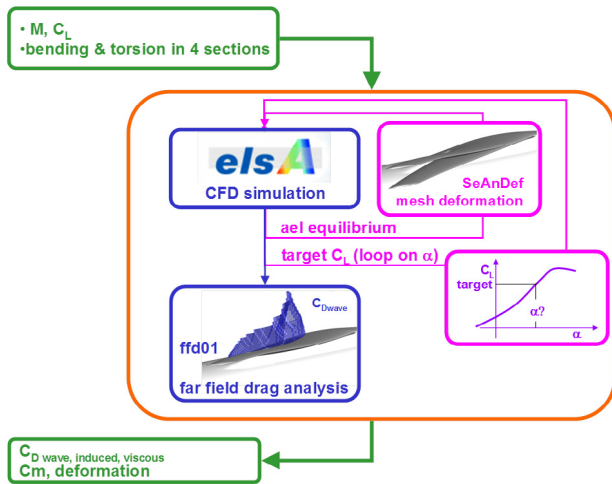 • M, CL
•bending & torsion in 4 sections
elsA
CFD simulation
SeAnDef
mesh deformation
ael equilibrium
target CL (loop on α)
CL
target
α?
α
CDwave
ffd01
far field drag analysis
CD wave, induced, viscous
Cm, deformation